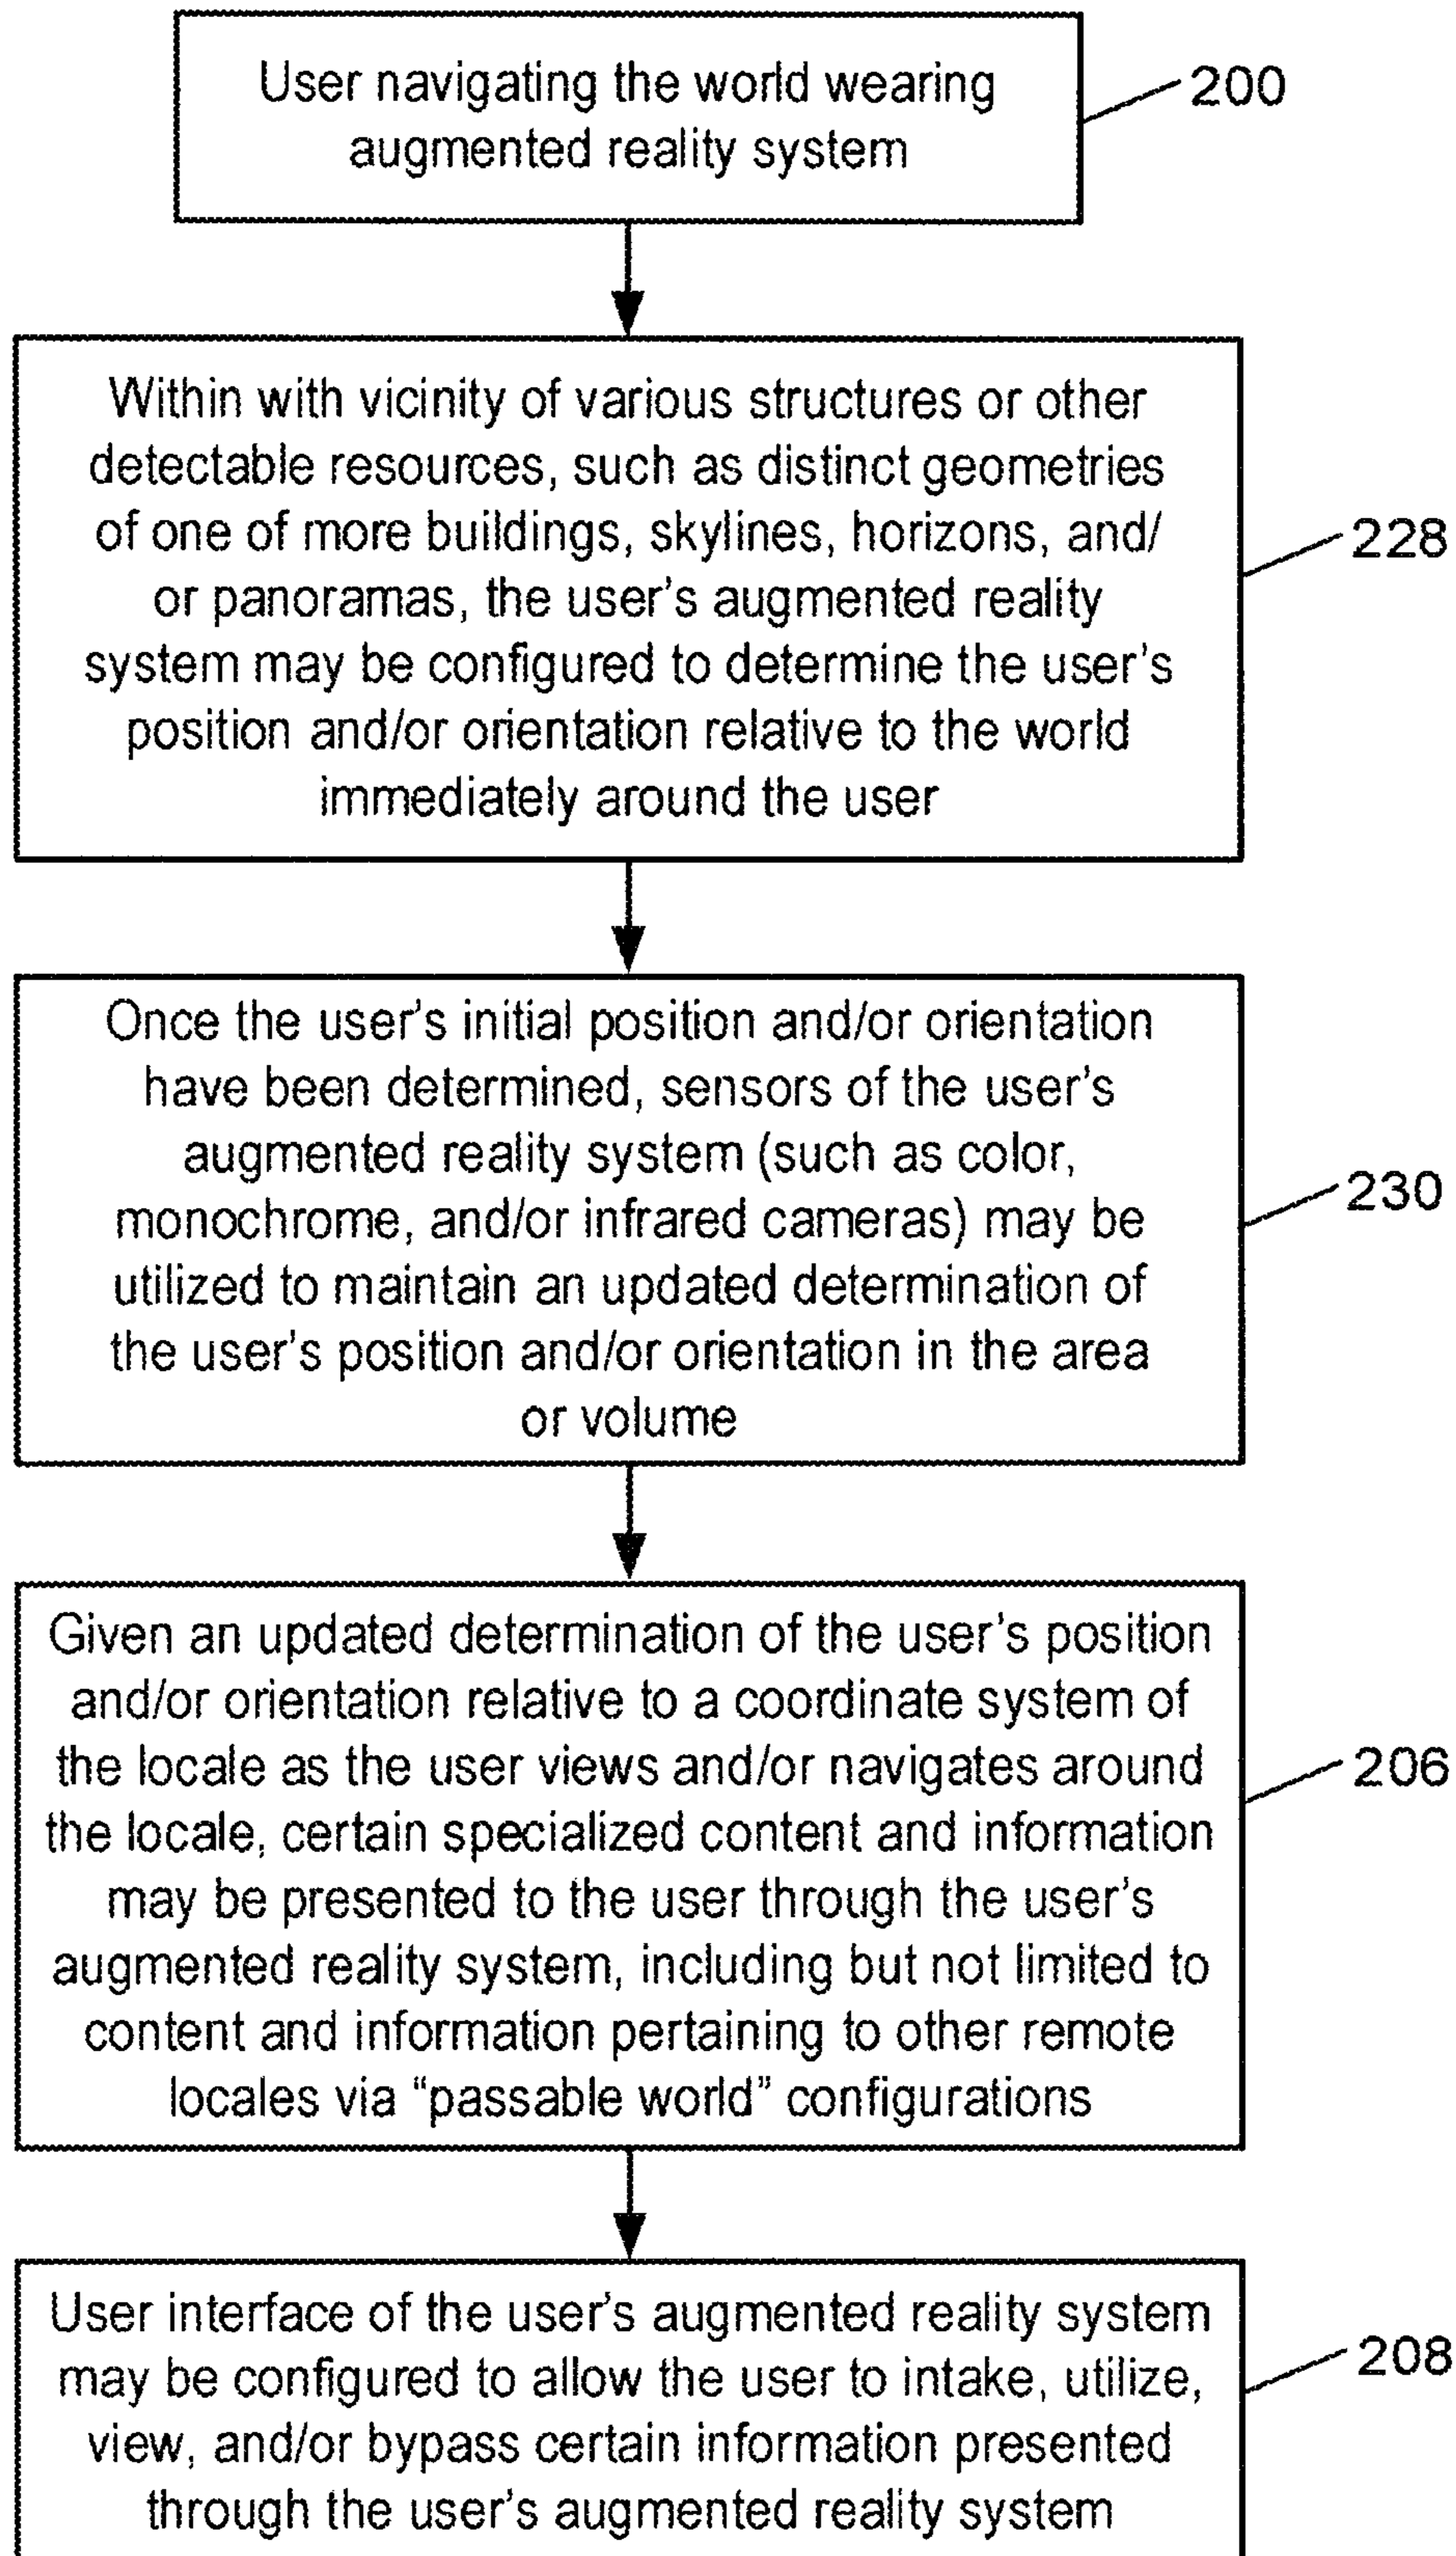 User navigating the world wearing
augmented reality system
200
Within with vicinity of various structures or other
detectable resources, such as distinct geometries
of one of more buildings, skylines, horizons, and/
or panoramas, the user's augmented reality
system may be configured to determine the user's
position and/or orientation relative to the world
immediately around the user
228
Once the user's initial position and/or orientation
have been determined, sensors of the user's
augmented reality system (such as color,
monochrome, and/or infrared cameras) may be
utilized to maintain an updated determination of
the user's position and/or orientation in the area
or volume
230
Given an updated determination of the user's position
and/or orientation relative to a coordinate system of
the locale as the user views and/or navigates around
the locale, certain specialized content and information
may be presented to the user through the user's
augmented reality system, including but not limited to
content and information pertaining to other remote
locales via “passable world” configurations
206
User interface of the user's augmented reality system
may be configured to allow the user to intake, utilize,
view, and/or bypass certain information presented
through the user's augmented reality system
208